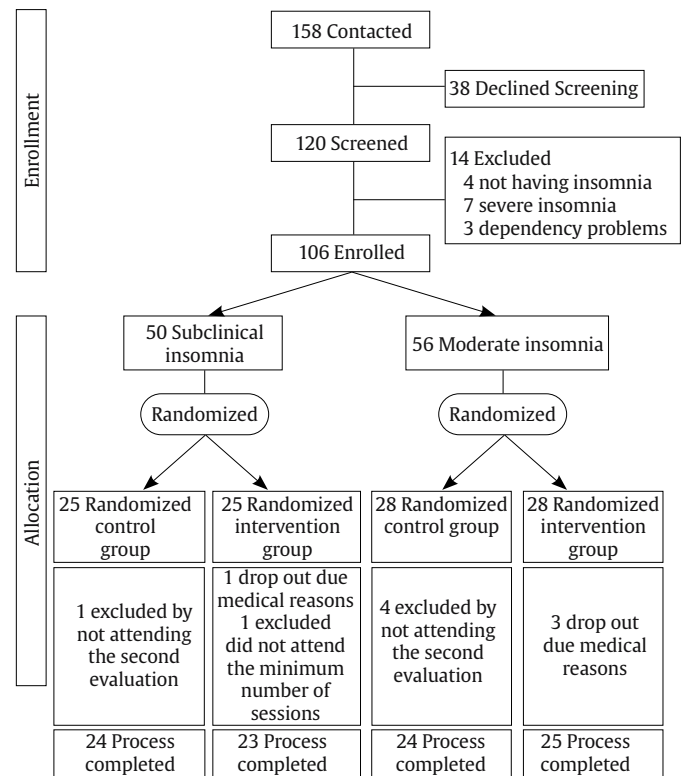 Enrollment
158 Contacted
38 Declined Screening
120 Screened
14 Excluded
4 not having insomnia
7 severe insomnia
3 dependency problems
106 Enrolled
Allocation
50 Subclinical
insomnia
56 Moderate insomnia
Randomized
Randomized
25 Randomized
control
group
25 Randomized
intervention
group
28 Randomized
control group
28 Randomized
intervention
group
1 excluded by
not attending
the second
evaluation
1 drop out due
medical reasons
1 excluded
did not attend
the minimum
number of
sessions
4 excluded by
not attending
the second
evaluation
3 drop out
due medical
reasons
24 Process
completed
23 Process
completed
24 Process
completed
25 Process
completed